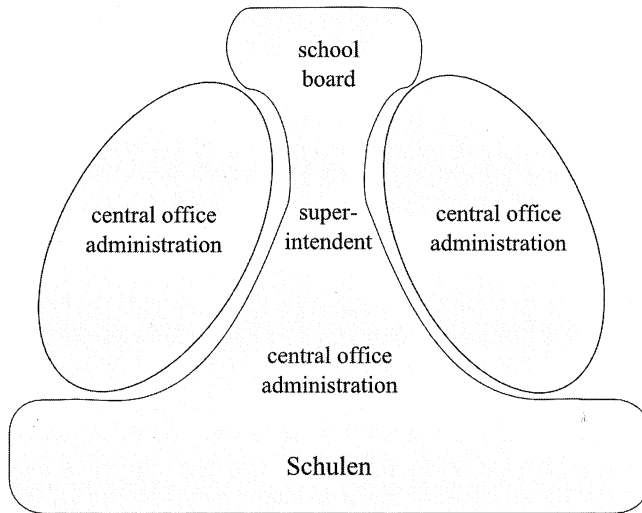 school
board
central office
administration
super-
intendent
central office
administration
central office
administration
Schulen